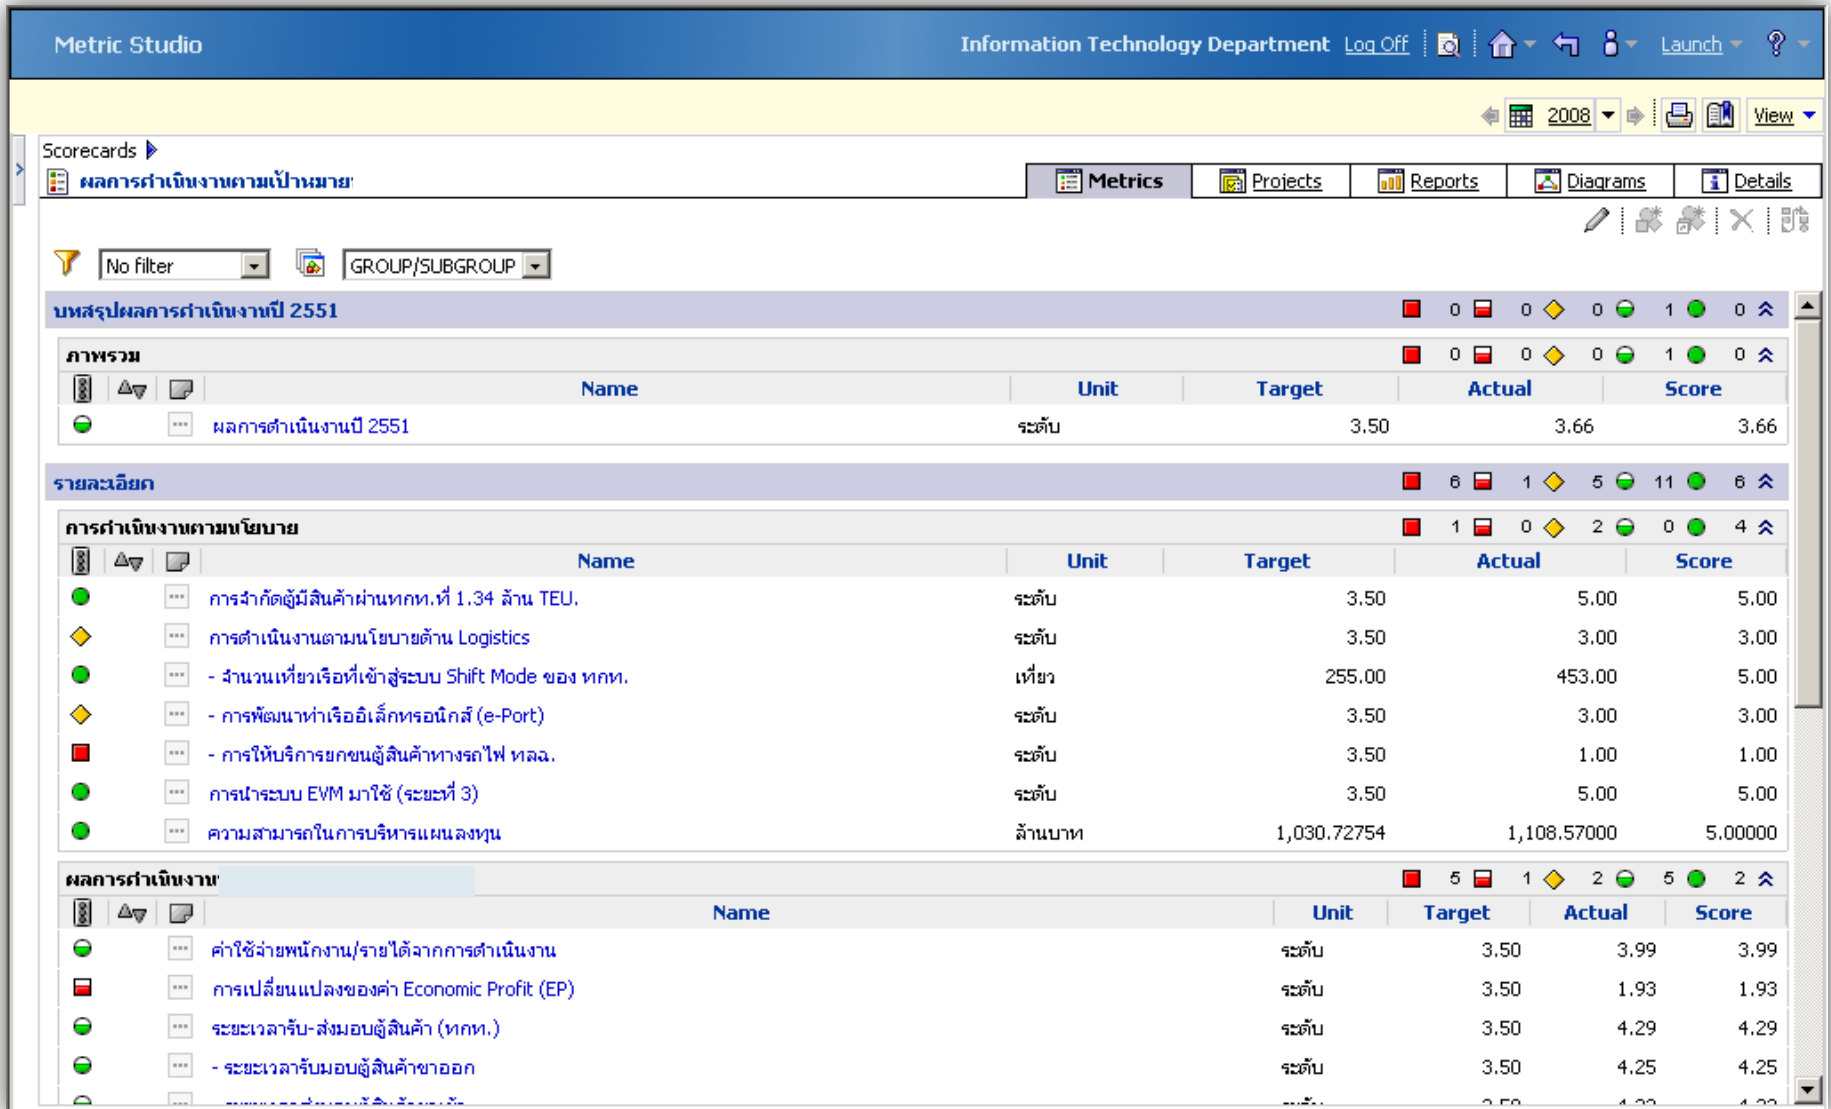 Metric Studio
Information Technology Department Log Off Launch
2008 View
Scorecards
ผลการดำเนินงานตามเป้าหมาย
Metrics Projects Reports Diagrams Details
No filter GROUP/SUBGROUP
บทสรุปผลการดำเนินงานปี 2551 0 0 0 1 0
ภาพรวม 0 0 0 1 0
Name Unit Target Actual Score
ผลการดำเนินงานปี 2551 ระดับ 3.50 3.66 3.66
รายละเอียด 6 1 5 11 6
การดำเนินงานตามนโยบาย 1 0 2 0 4
Name Unit Target Actual Score
การจำกัดตู้มีสินค้าผ่านทกท.ที่ 1.34 ล้าน TEU. ระดับ 3.50 5.00 5.00
การดำเนินงานตามนโยบายด้าน Logistics ระดับ 3.50 3.00 3.00
- จำนวนเที่ยวเรือที่เข้าสู่ระบบ Shift Mode ของ ทกท. เที่ยว 255.00 453.00 5.00
- การพัฒนาท่าเรืออิเล็กทรอนิกส์ (e-Port) ระดับ 3.50 3.00 3.00
- การให้บริการยกขนตู้สินค้าทางรถไฟ ทลฉ. ระดับ 3.50 1.00 1.00
การนำระบบ EVM มาใช้ (ระยะที่ 3) ระดับ 3.50 5.00 5.00
ความสามารถในการบริหารแผนลงทุน ล้านบาท 1,030.72754 1,108.57000 5.00000
ผลการดำเนินงาน 5 1 2 5 2
Name Unit Target Actual Score
ค่าใช้จ่ายพนักงาน/รายได้จากการดำเนินงาน ระดับ 3.50 3.99 3.99
การเปลี่ยนแปลงของค่า Economic Profit (EP) ระดับ 3.50 1.93 1.93
ระยะเวลารับ-ส่งมอบตู้สินค้า (ทกท.) ระดับ 3.50 4.29 4.29
- ระยะเวลารับมอบตู้สินค้าขาออก ระดับ 3.50 4.25 4.25